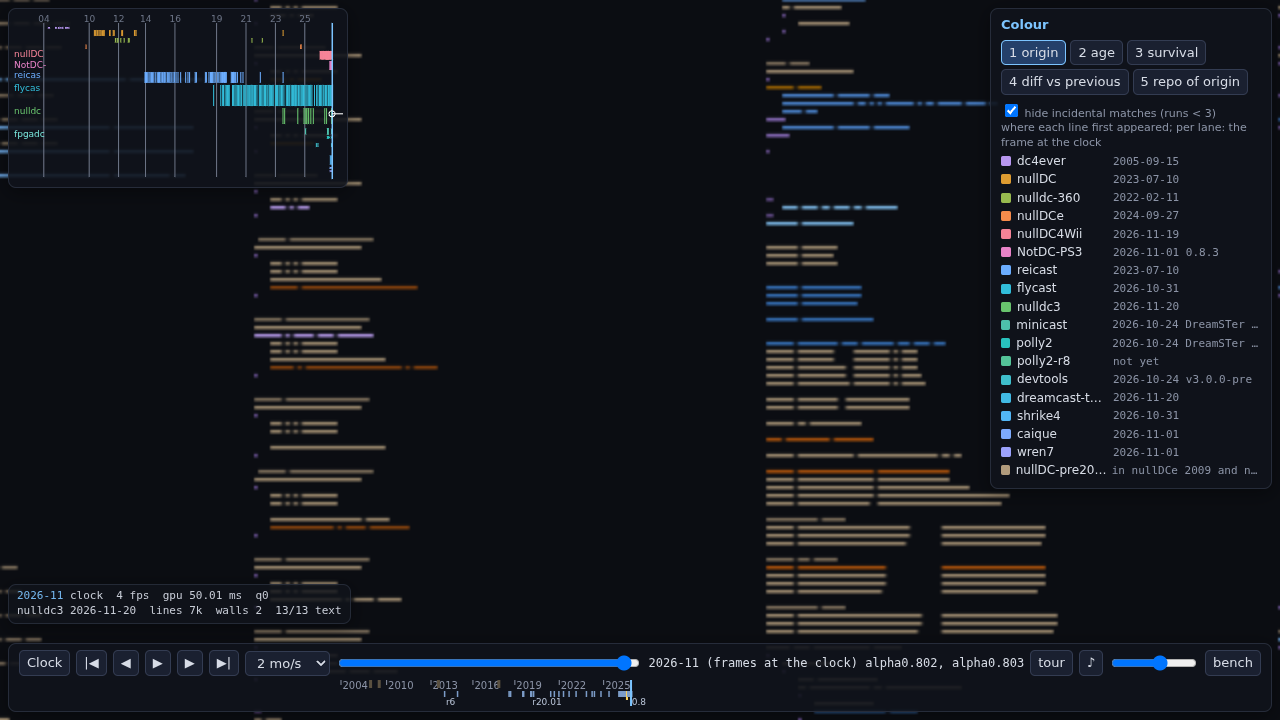 04 10 12 14 16 19 21 23 25
nullDC
NotDC-
reicas
flycas
nulldc
fpgadc
Colour
1 origin 2 age 3 survival
4 diff vs previous 5 repo of origin
hide incidental matches (runs < 3)
where each line first appeared; per lane: the
frame at the clock
dc4ever 2005-09-15
nullDC 2023-07-10
nulldc-360 2022-02-11
nullDCe 2024-09-27
nullDC4Wii 2026-11-19
NotDC-PS3 2026-11-01 0.8.3
reicast 2023-07-10
flycast 2026-10-31
nulldc3 2026-11-20
minicast 2026-10-24 DreamSTer …
polly2 2026-10-24 DreamSTer …
polly2-r8 not yet
devtools 2026-10-24 v3.0.0-pre
dreamcast-t… 2026-11-20
shrike4 2026-10-31
caique 2026-11-01
wren7 2026-11-01
nullDC-pre20… in nullDCe 2009 and n…
2026-11 clock 4 fps gpu 50.01 ms q0
nulldc3 2026-11-20 lines 7k walls 2 13/13 text
Clock |◀ ◀ ▶ ▶ ▶| 2 mo/s 2026-11 (frames at the clock) alpha0.802, alpha0.803 tour ♪ bench
'2004 '2010 '2013 '2016 '2019 '2022 '2025
r6 r20.01 0.8